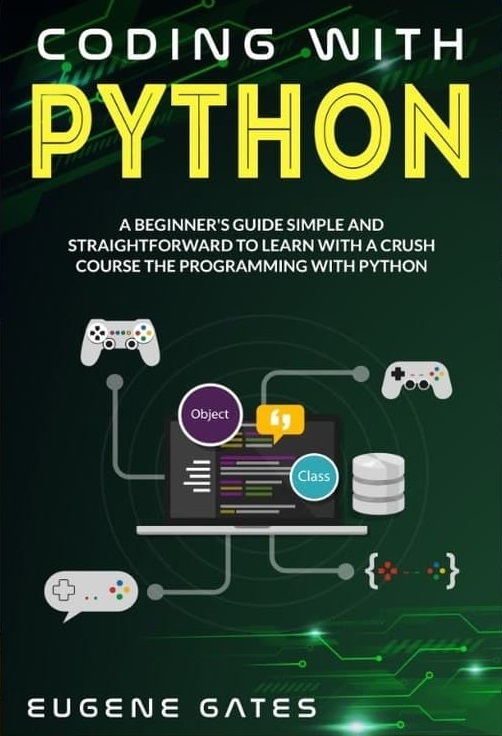 CODING WITH
PYTHON
A BEGINNER'S GUIDE SIMPLE AND
STRAIGHTFORWARD TO LEARN WITH A CRUSH
COURSE THE PROGRAMMING WITH PYTHON
Object
Class
EUGENE GATES